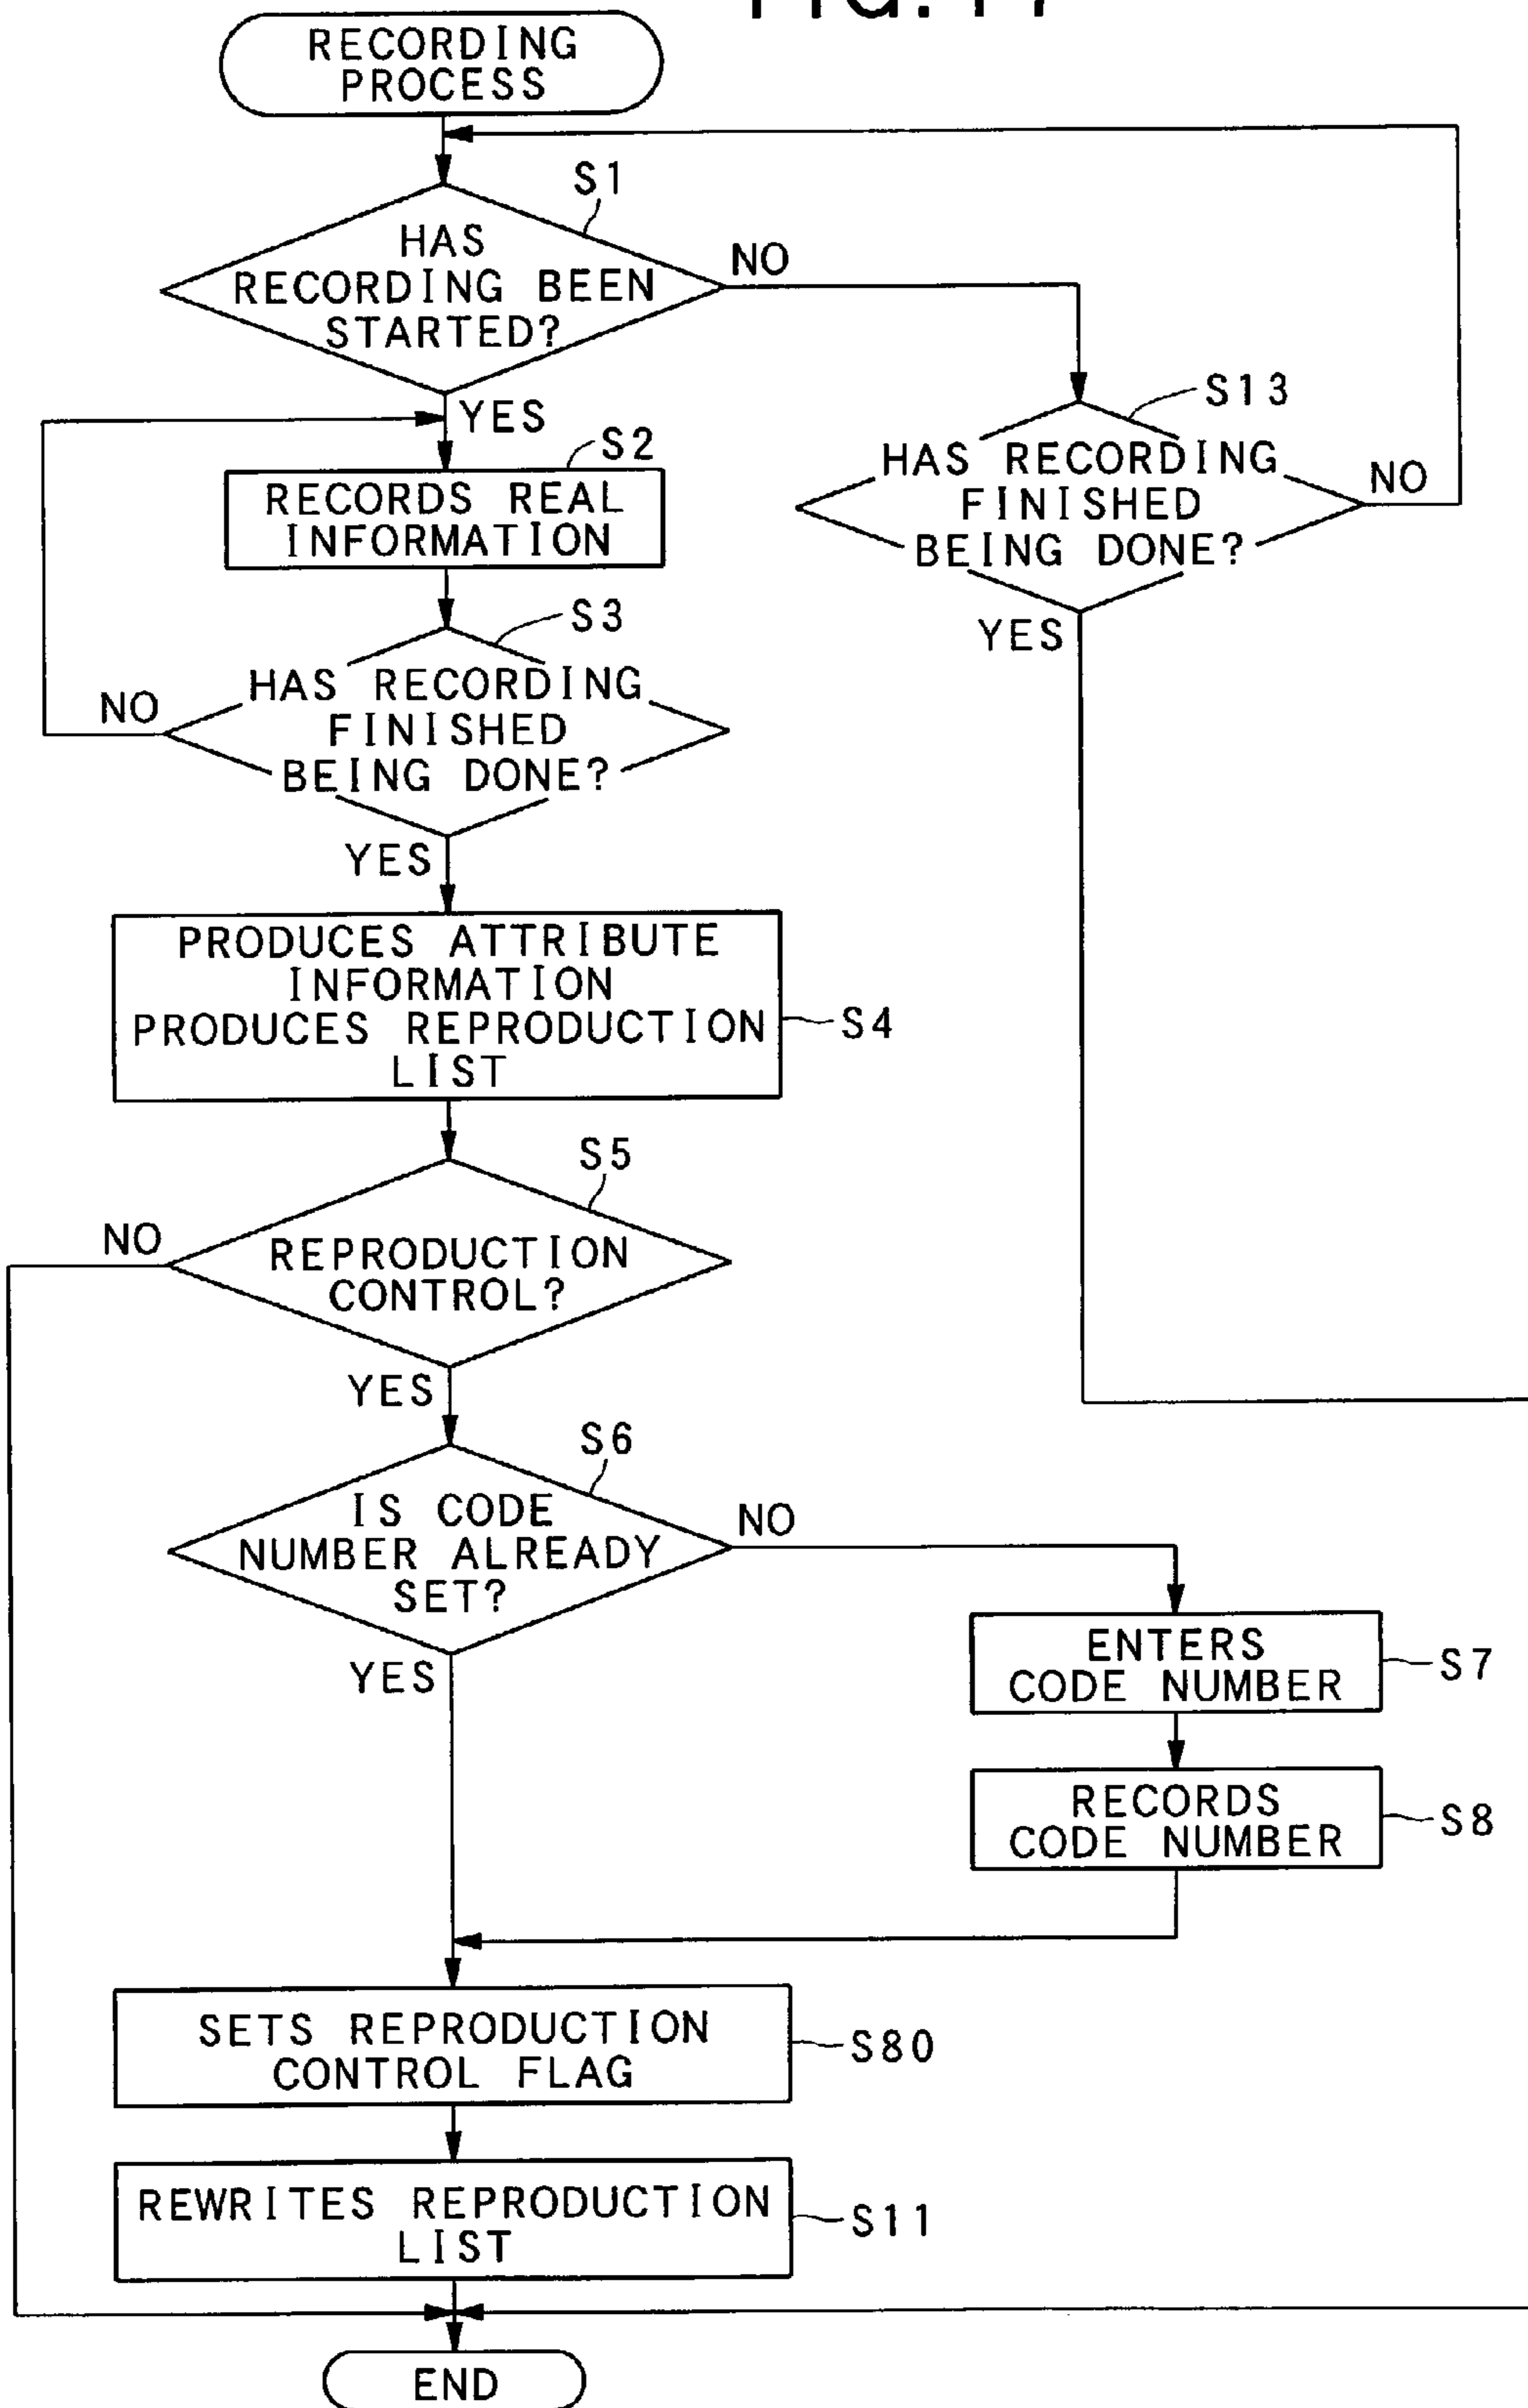 RECORDING
PROCESS
S1
HAS
RECORDING BEEN
STARTED?
NO
YES
S13
HAS RECORDING
FINISHED
BEING DONE?
NO
YES
S2
RECORDS REAL
INFORMATION
S3
HAS RECORDING
FINISHED
BEING DONE?
NO
YES
PRODUCES ATTRIBUTE
INFORMATION
PRODUCES REPRODUCTION
LIST
S4
S5
REPRODUCTION
CONTROL?
NO
YES
S6
IS CODE
NUMBER ALREADY
SET?
NO
YES
ENTERS
CODE NUMBER
S7
RECORDS
CODE NUMBER
S8
SETS REPRODUCTION
CONTROL FLAG
S80
REWRITES REPRODUCTION
LIST
S11
END